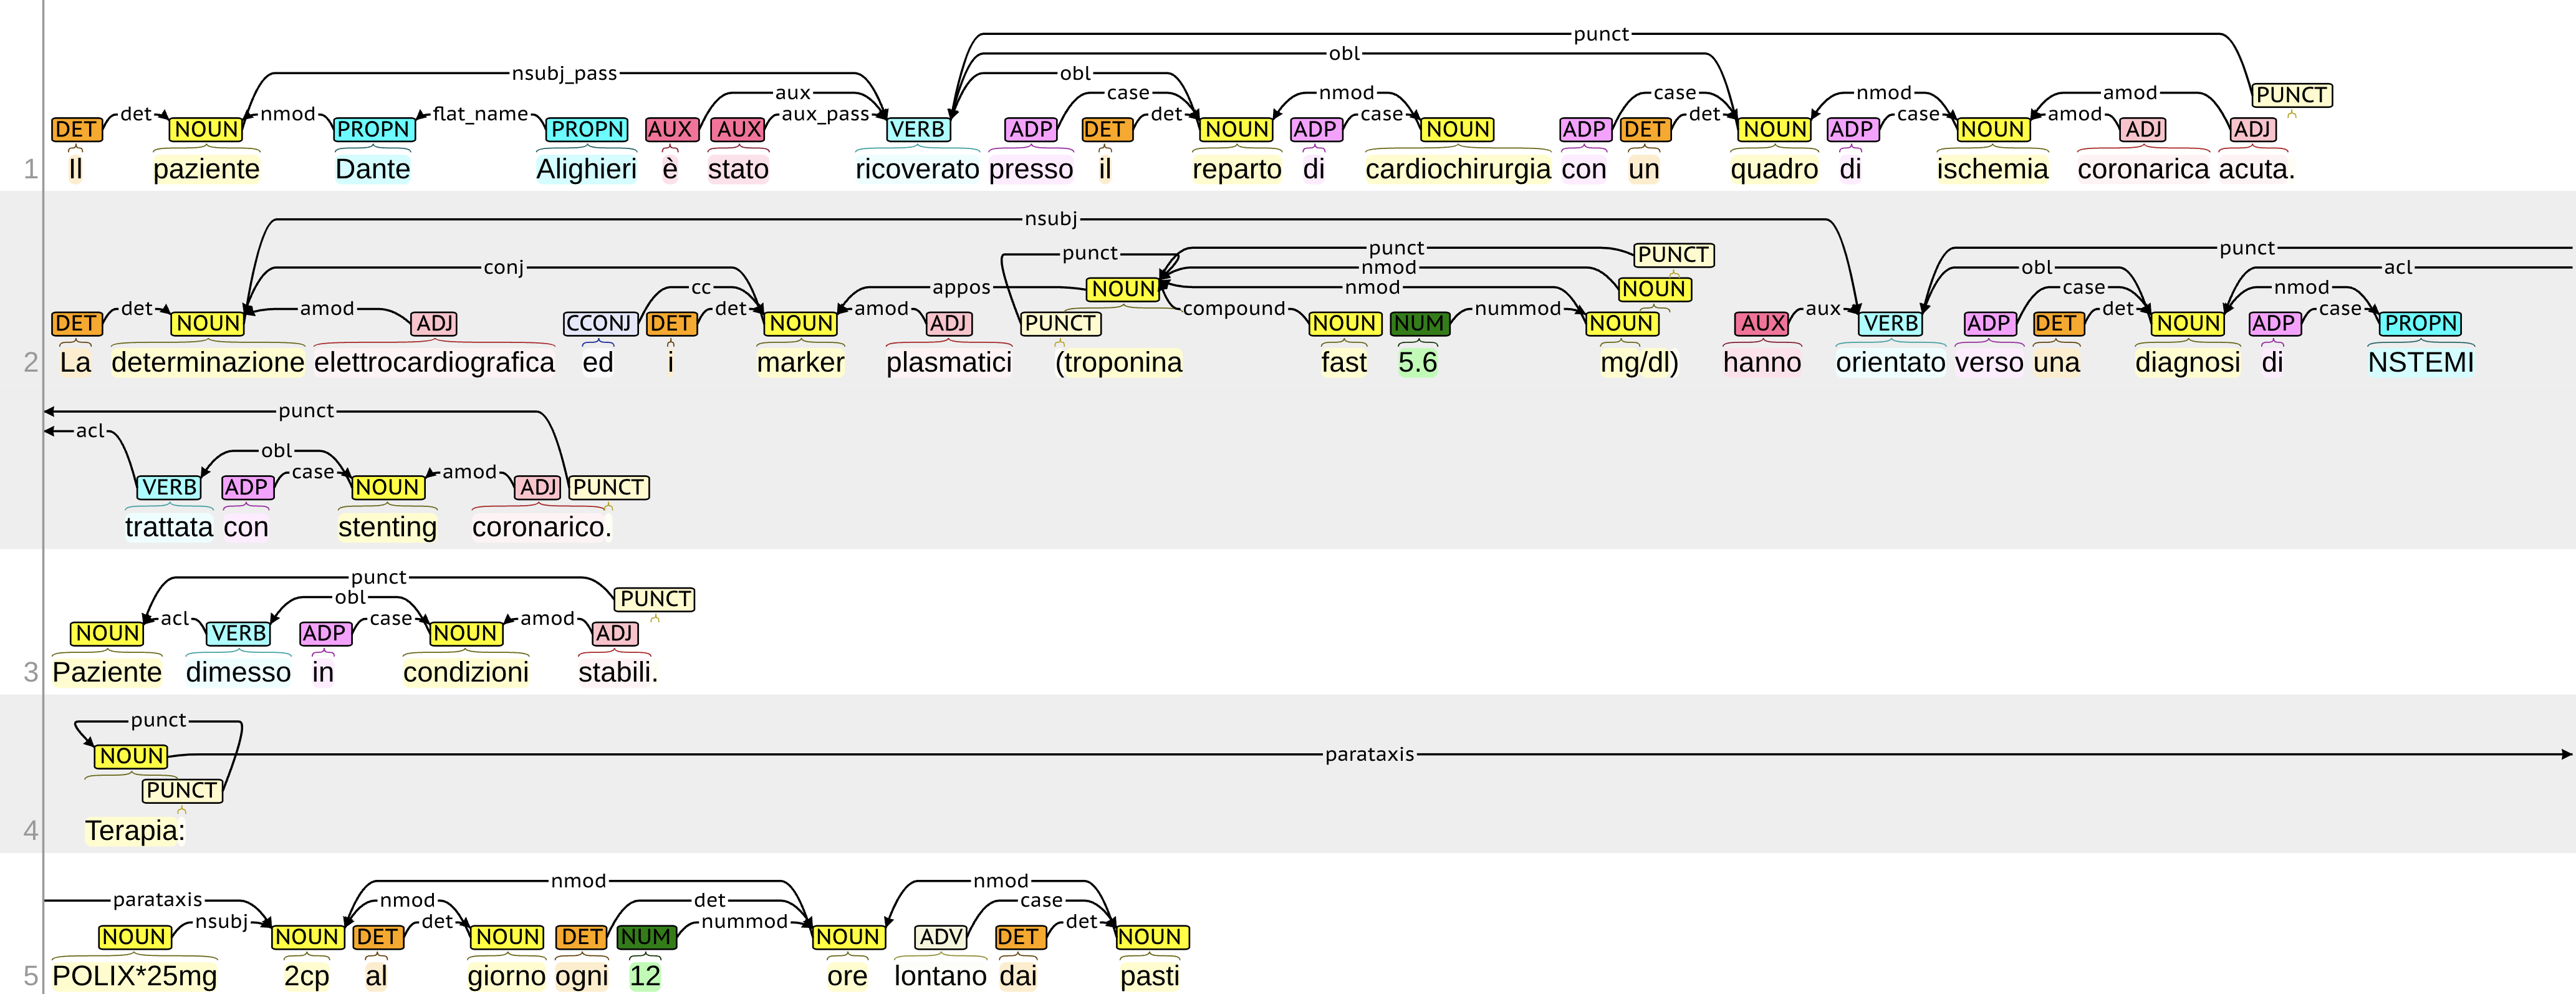 punct
obl
nsubj_pass obl
aux case nmod case nmod amod PUNCT
det nmod flat_name aux_pass det case det case amod
DET NOUN PROPN PROPN AUX AUX VERB ADP DET NOUN ADP NOUN ADP DET NOUN ADP NOUN ADJ ADJ
1 Il paziente Dante Alighieri è stato ricoverato presso il reparto di cardiochirurgia con un quadro di ischemia coronarica acuta.
nsubj
punct punct PUNCT punct
conj nmod obl acl
cc appos NOUN nmod NOUN case nmod
det amod det amod compound nummod aux det case
DET NOUN ADJ CCONJ DET NOUN ADJ PUNCT NOUN NUM NOUN AUX VERB ADP DET NOUN ADP PROPN
2 La determinazione elettrocardiografica ed i marker plasmatici (troponina fast 5.6 mg/dl) hanno orientato verso una diagnosi di NSTEMI
punct
acl
obl
case amod
VERB ADP NOUN ADJ PUNCT
trattata con stenting coronarico.
punct
obl PUNCT
acl case amod
NOUN VERB ADP NOUN ADJ
3 Paziente dimesso in condizioni stabili.
punct
NOUN parataxis
PUNCT
4 Terapia:
nmod nmod
parataxis nmod det case
nsubj det nummod det
NOUN NOUN DET NOUN DET NUM NOUN ADV DET NOUN
5 POLIX*25mg 2cp al giorno ogni 12 ore lontano dai pasti